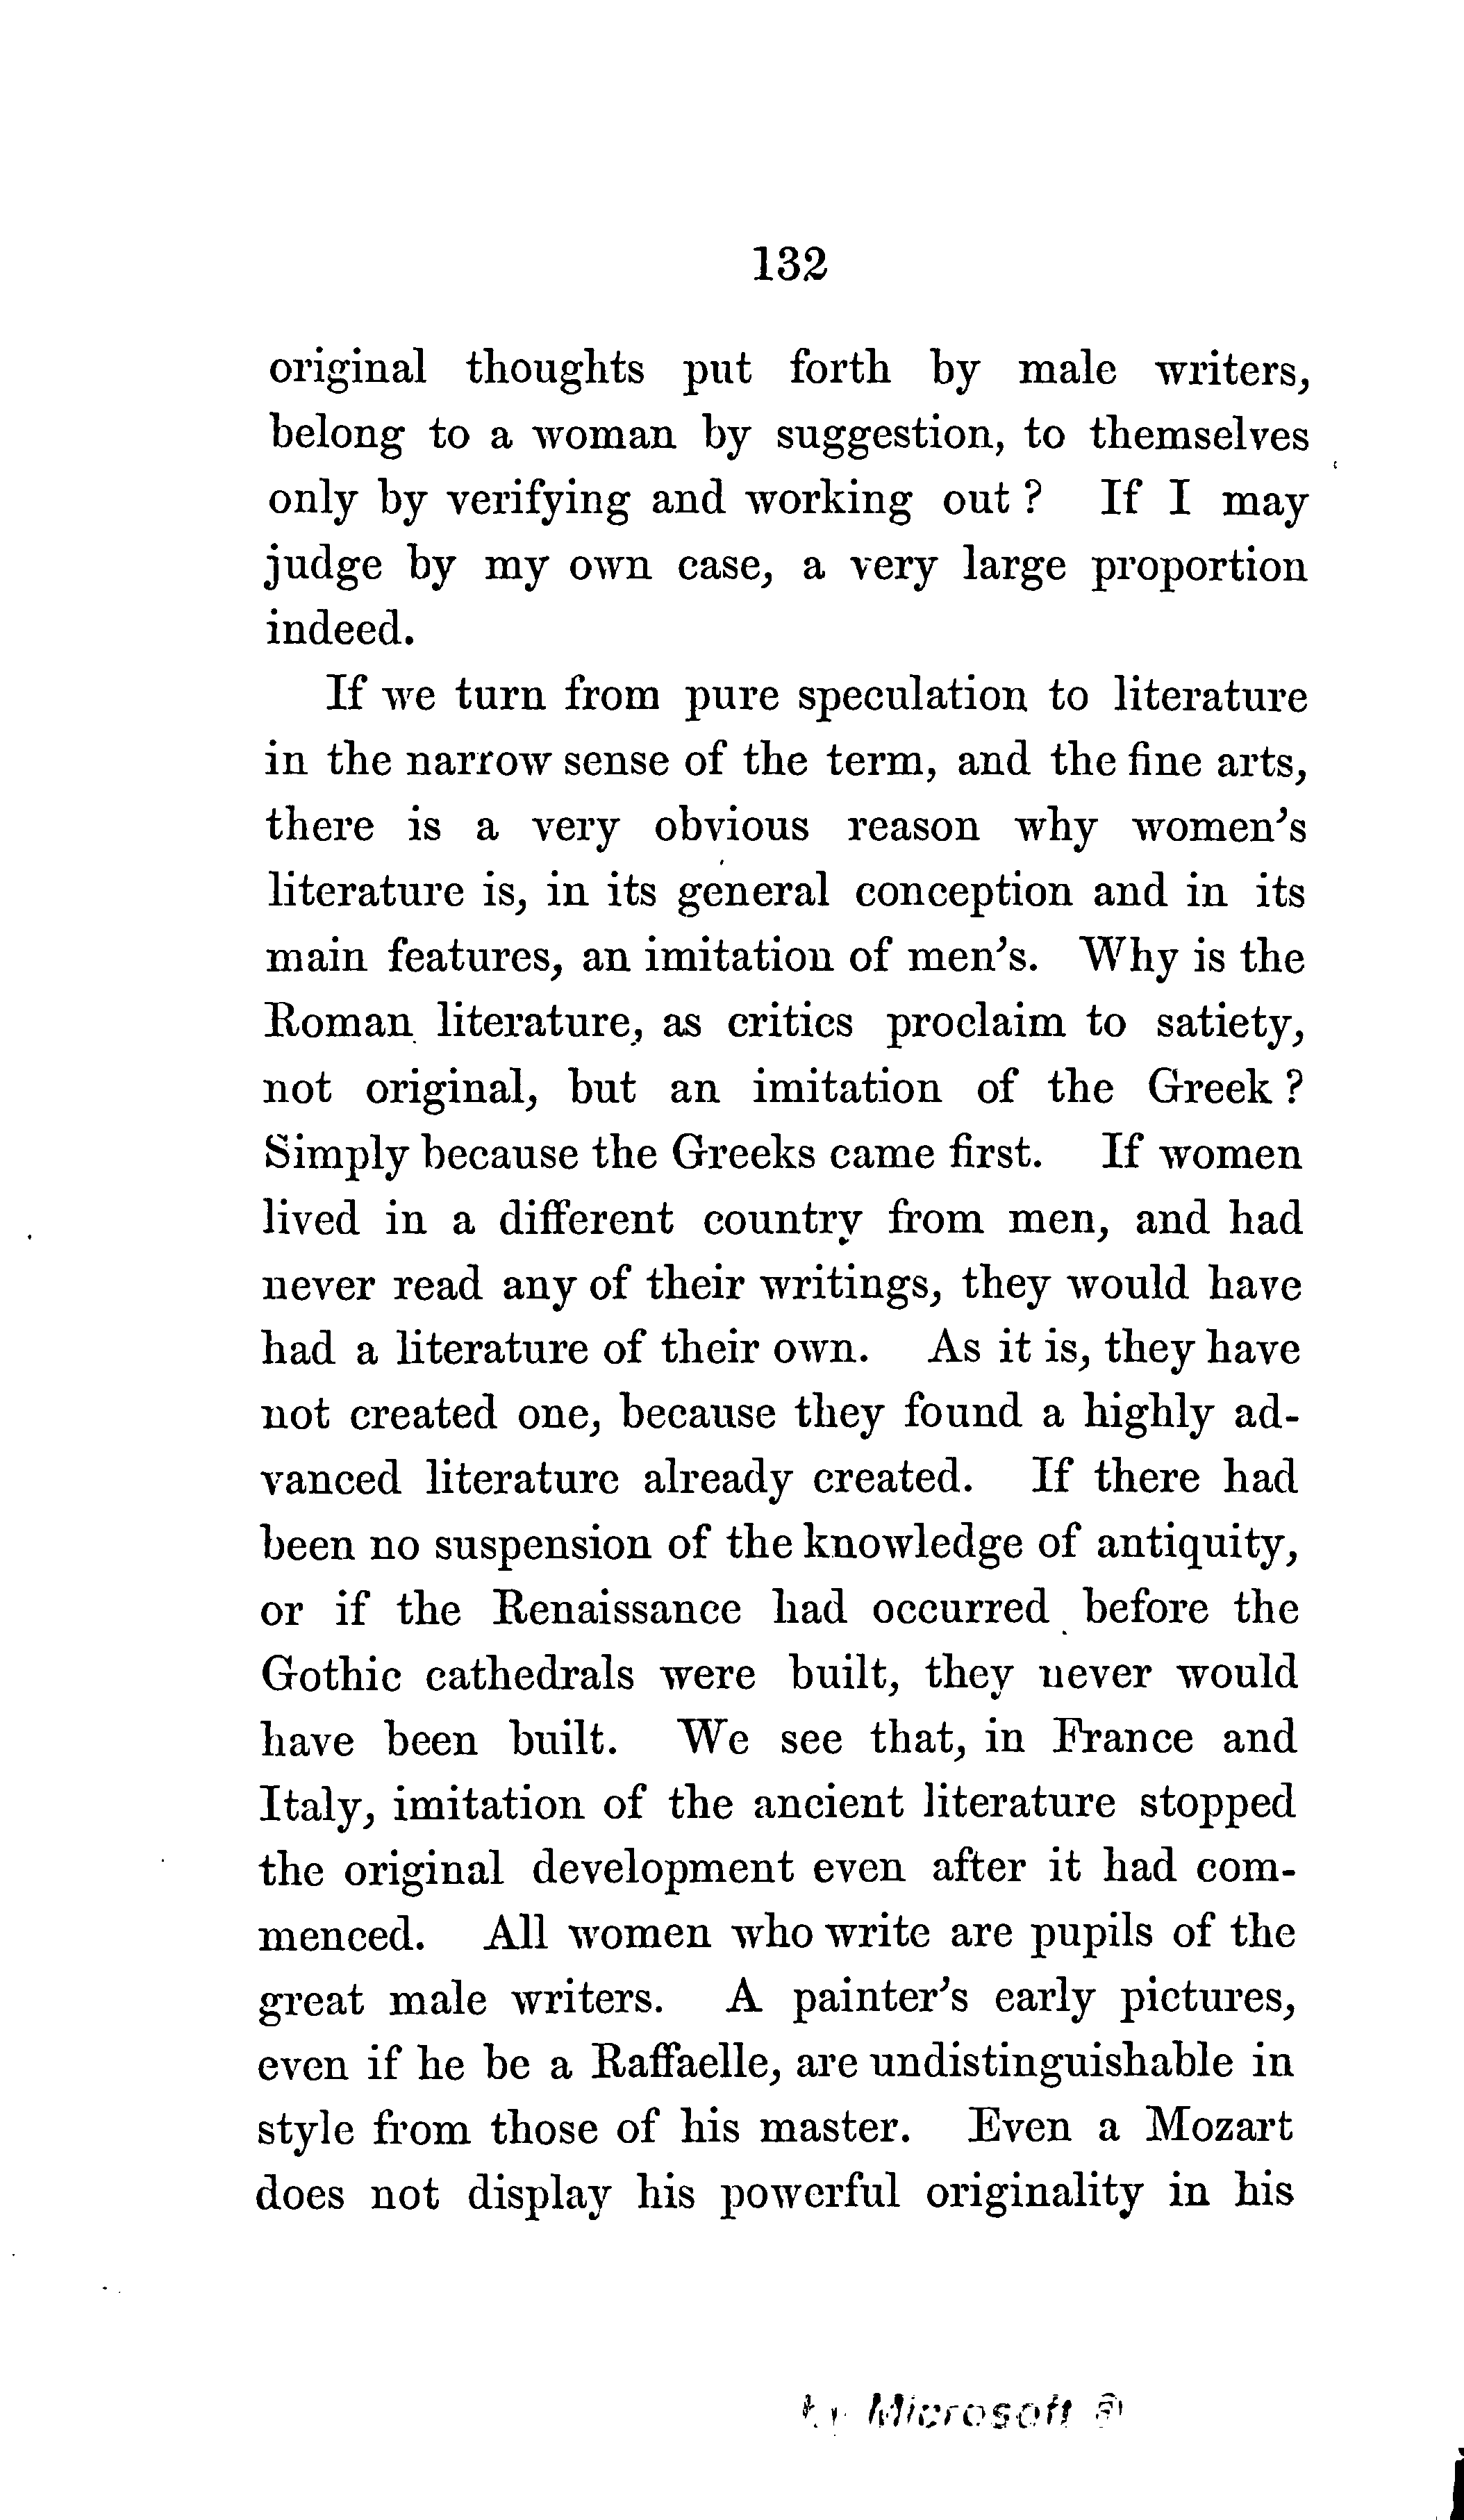 132
original thoughts put forth by male writers,
belong to a woman by suggestion, to themselves
only by verifying and working out ? If I may
judge by my own case, a very large proportion
indeed.
If we turn from pure speculation to literature
in the narrow sense of the term, and the fine arts,
there is a very obvious reason why women's
literature is, in its general conception and in its
main features, an imitation of men's. Why is the
Roman literature, as critics proclaim to satiety,
not original, but an imitation of the Greek ?
Simply because the Greeks came first. If women
lived in a different country from men, and had
never read any of their writings, they would have
had a literature of their own. As it is, they have
not created one, because they found a highly ad-
vanced literature already created. If there had
been no suspension of the knowledge of antiquity,
or if the Renaissance had occurred before the
Gothic cathedrals were built, they never would
have been built. We see that, in France and
Italy, imitation of the ancient literature stopped
the original development even after it had com-
menced. All women who write are pupils of the
great male writers. A painter's early pictures,
even if he be a Raffaelle, are undistinguishable in
style from those of his master. Even a Mozart
does not display his powerful originality in his
by Microsoft ®